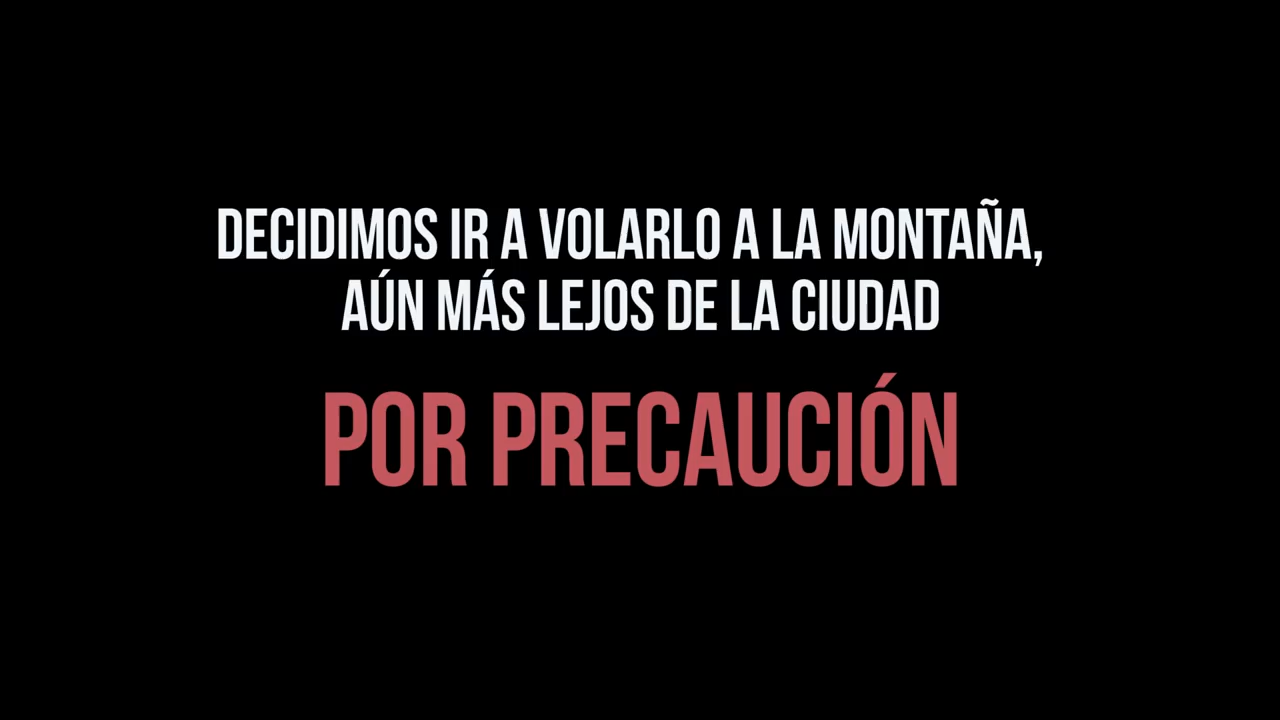 DECIDIMOS IR A VOLARLO A LA MONTAÑA,
AÚN MÁS LEJOS DE LA CIUDAD
POR PRECAUCIÓN